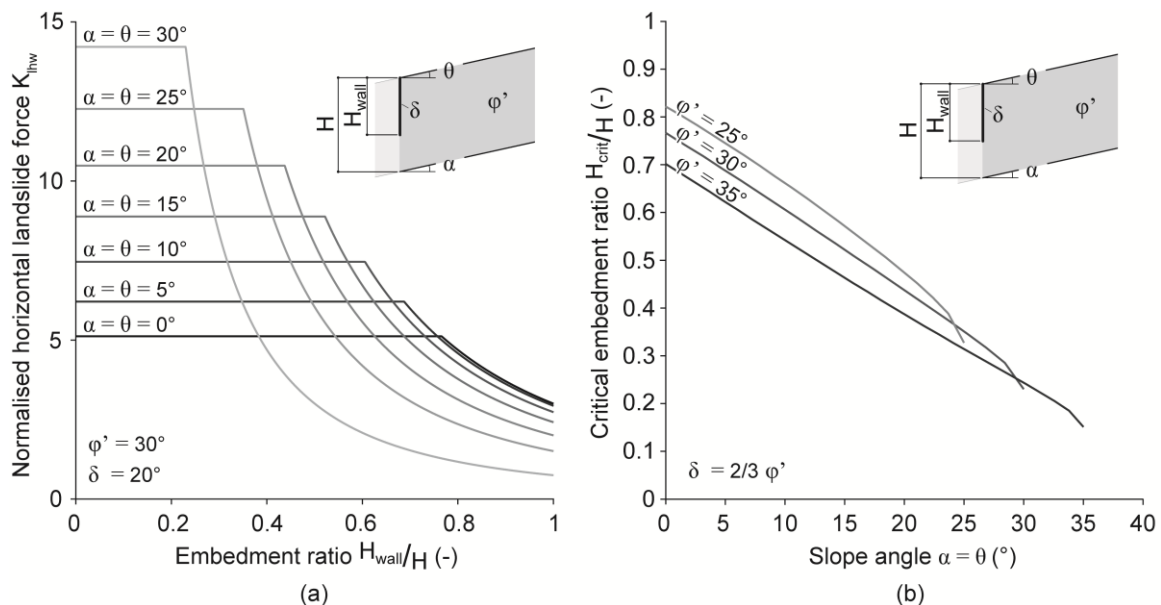 15
10
5
0
Normalised horizontal landslide force K_lhw
α = θ = 30°
α = θ = 25°
α = θ = 20°
α = θ = 15°
α = θ = 10°
α = θ = 5°
α = θ = 0°
φ' = 30°
δ = 20°
H
H_wall
δ
θ
φ'
α
0 0.2 0.4 0.6 0.8 1
Embedment ratio H_wall/H (-)
(a)
1
0.9
0.8
0.7
0.6
0.5
0.4
0.3
0.2
0.1
0
Critical embedment ratio H_crit/H (-)
φ' = 25°
φ' = 30°
φ' = 35°
δ = 2/3 φ'
H
H_wall
δ
θ
φ'
α
0 5 10 15 20 25 30 35 40
Slope angle α = θ (°)
(b)